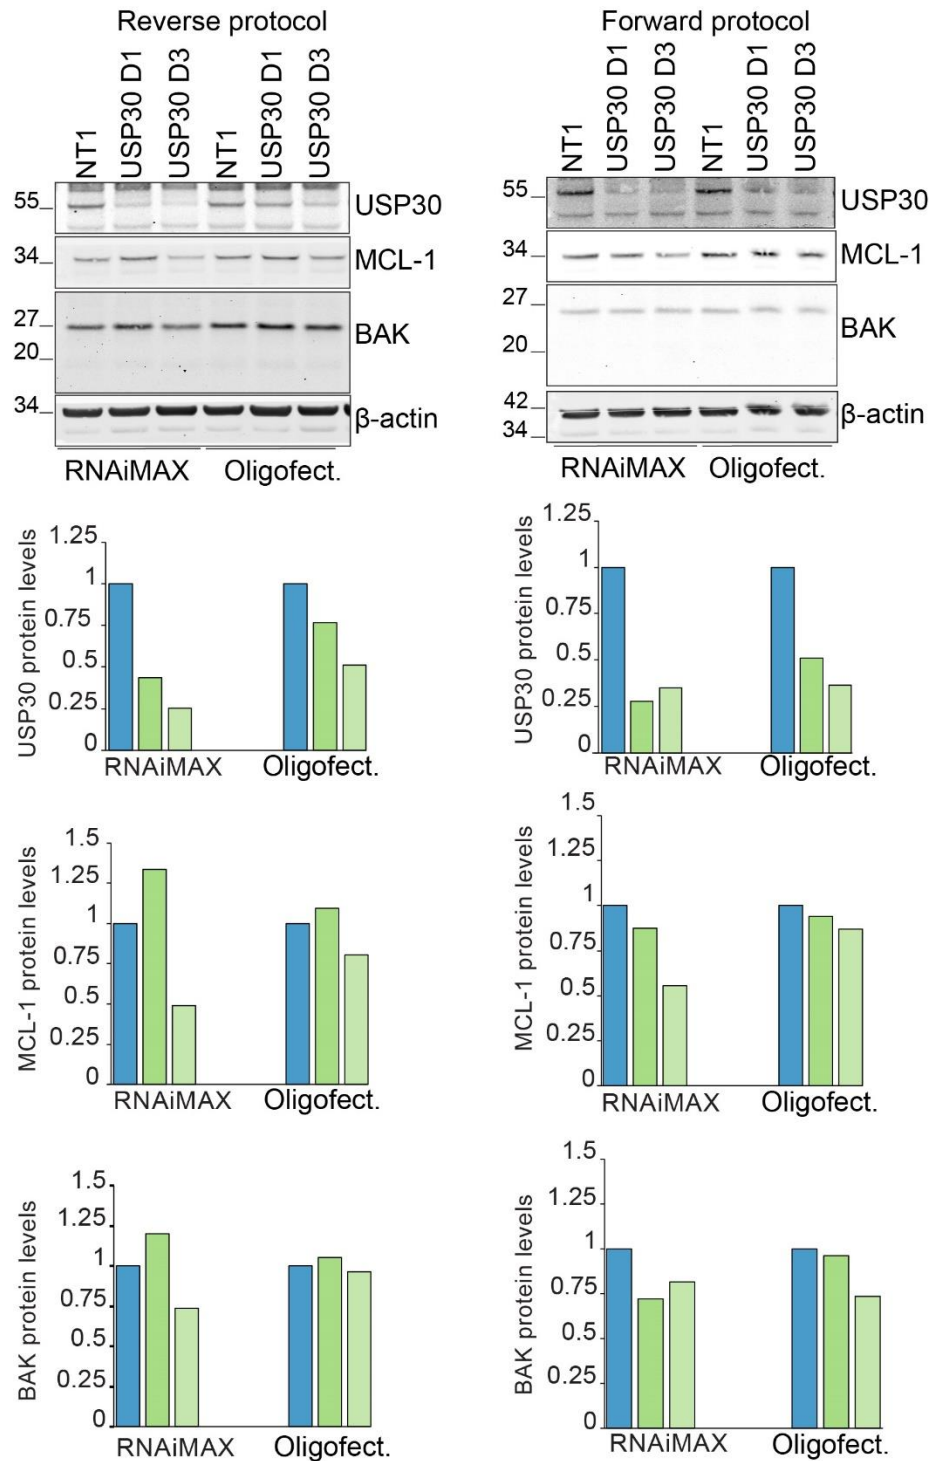 Reverse protocol
NT1
USP30 D1
USP30 D3
NT1
USP30 D1
USP30 D3
55
USP30
34
MCL-1
27
20
BAK
34
β-actin
RNAiMAX
Oligofect.
Forward protocol
NT1
USP30 D1
USP30 D3
NT1
USP30 D1
USP30 D3
55
USP30
34
MCL-1
27
20
BAK
42
34
β-actin
RNAiMAX
Oligofect.
USP30 protein levels
1.25
1
0.75
0.5
0.25
0
RNAiMAX
Oligofect.
USP30 protein levels
1.25
1
0.75
0.5
0.25
0
RNAiMAX
Oligofect.
MCL-1 protein levels
1.5
1.25
1
0.75
0.5
0.25
0
RNAiMAX
Oligofect.
MCL-1 protein levels
1.5
1.25
1
0.75
0.5
0.25
0
RNAiMAX
Oligofect.
BAK protein levels
1.5
1.25
1
0.75
0.5
0.25
0
RNAiMAX
Oligofect.
BAK protein levels
1.5
1.25
1
0.75
0.5
0.25
0
RNAiMAX
Oligofect.